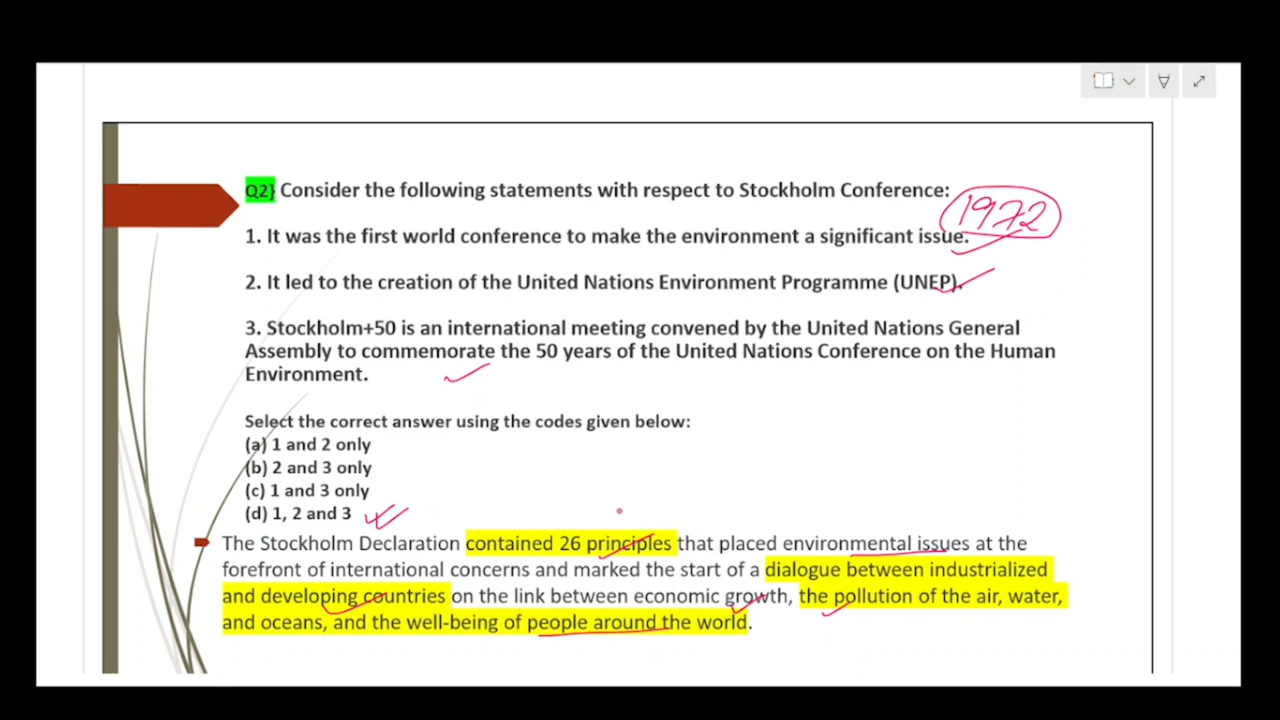 Q2} Consider the following statements with respect to Stockholm Conference:
1972
1. It was the first world conference to make the environment a significant issue.
2. It led to the creation of the United Nations Environment Programme (UNEP).
3. Stockholm+50 is an international meeting convened by the United Nations General
Assembly to commemorate the 50 years of the United Nations Conference on the Human
Environment.
Select the correct answer using the codes given below:
(a) 1 and 2 only
(b) 2 and 3 only
(c) 1 and 3 only
(d) 1, 2 and 3
The Stockholm Declaration contained 26 principles that placed environmental issues at the
forefront of international concerns and marked the start of a dialogue between industrialized
and developing countries on the link between economic growth, the pollution of the air, water,
and oceans, and the well-being of people around the world.